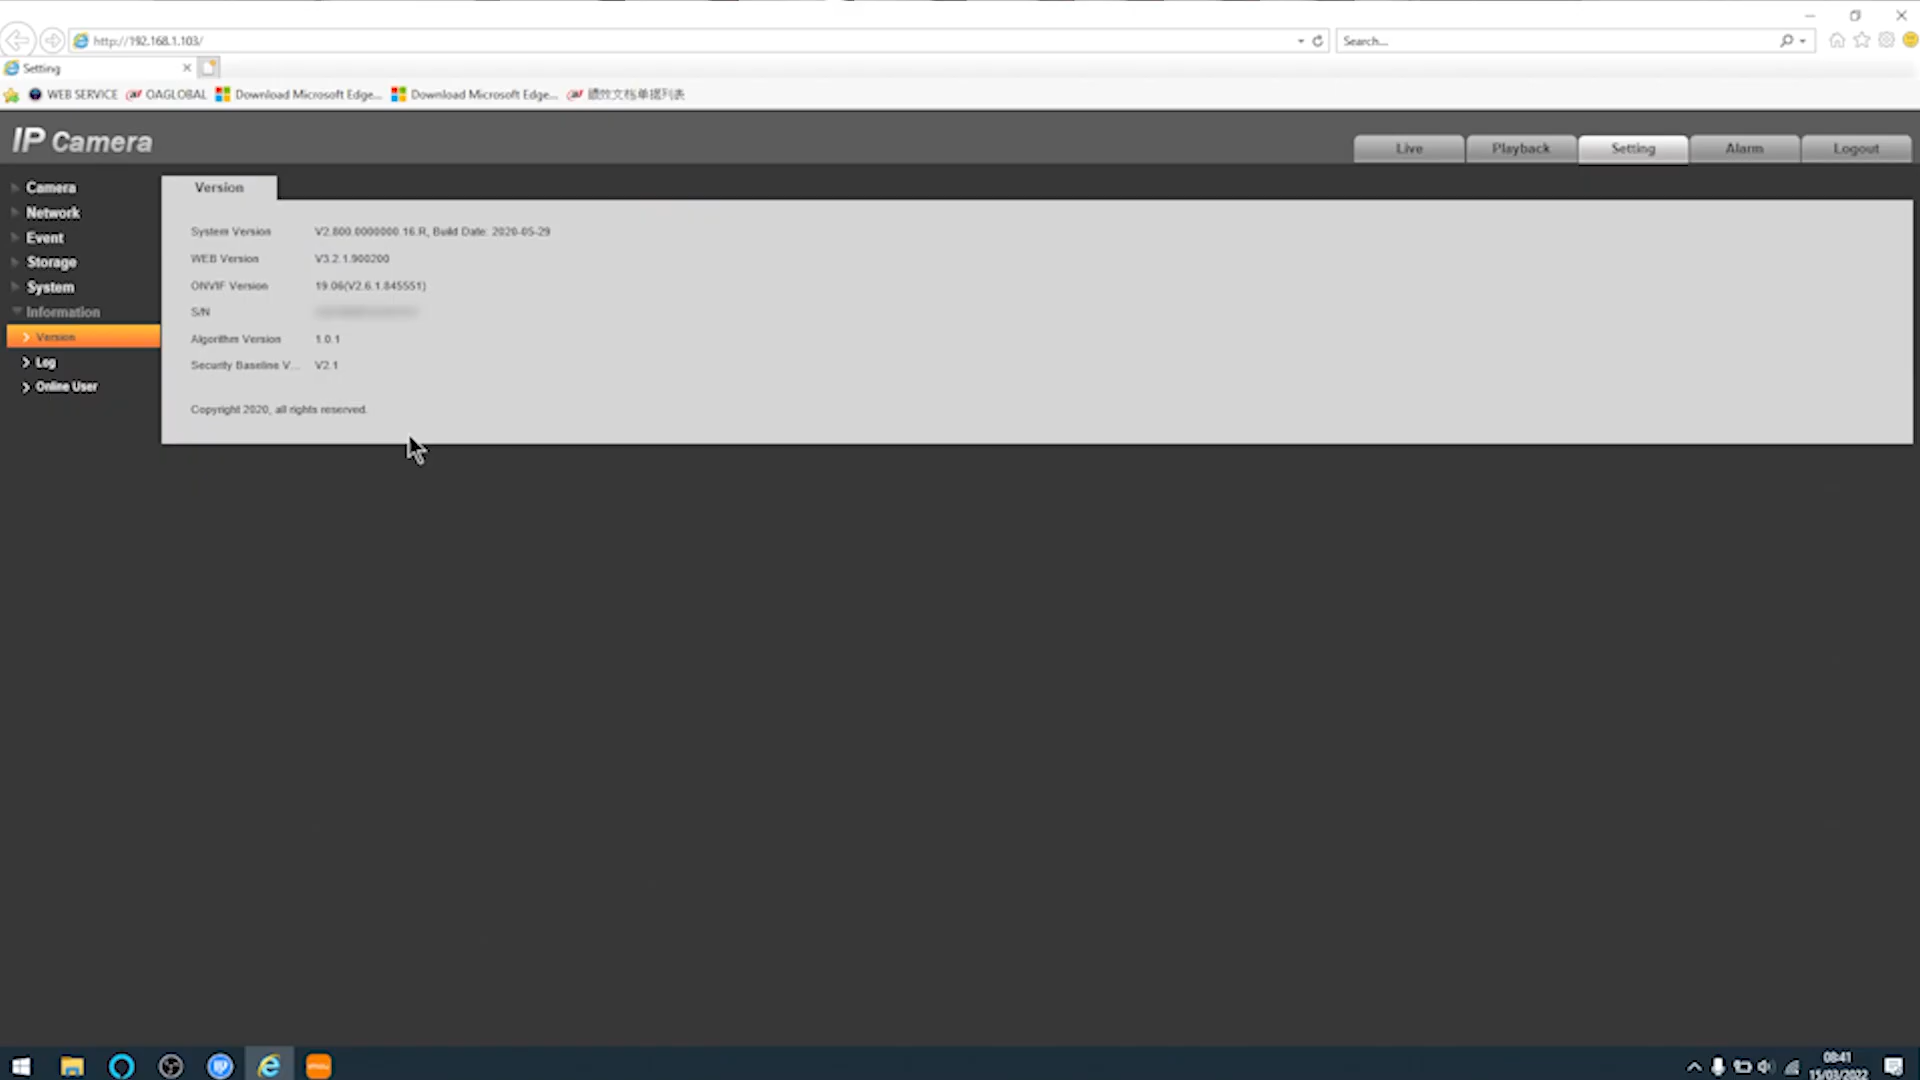 http://192.168.1.103/
Search...
Setting
WEB SERVICE
OAGLOBAL
Download Microsoft Edge...
Download Microsoft Edge...
IP Camera
Live
Playback
Setting
Alarm
Logout
Camera
Network
Event
Storage
System
Information
Version
Log
Online User
Version
System Version V2.800.0000000.16.R, Build Date: 2020-05-29
WEB Version V3.2.1.900200
ONVIF Version 19.06(V2.6.1.845551)
S/N
Algorithm Version 1.0.1
Security Baseline V... V2.1
Copyright 2020, all rights reserved.
08:41
15/03/2022